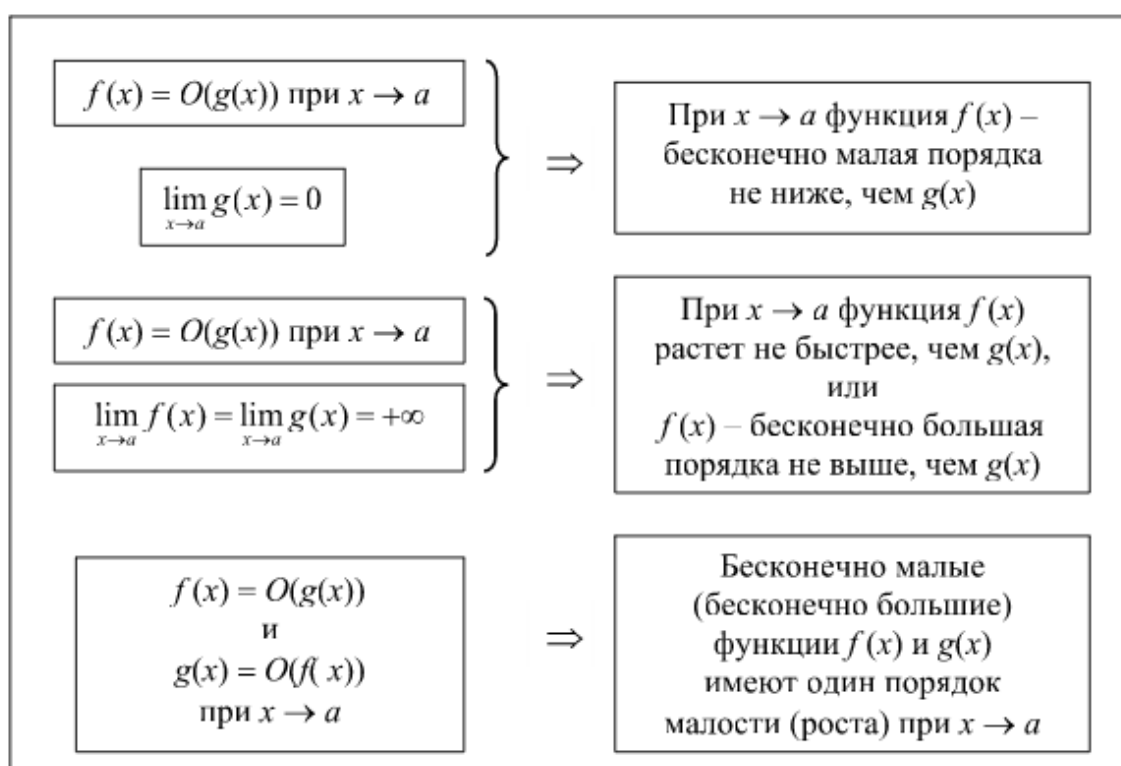 f(x) = O(g(x)) при x → a
lim g(x) = 0
x→a
При x → a функция f(x) –
бесконечно малая порядка
не ниже, чем g(x)
f(x) = O(g(x)) при x → a
lim f(x) = lim g(x) = +∞
x→a x→a
При x → a функция f(x)
растет не быстрее, чем g(x),
или
f(x) – бесконечно большая
порядка не выше, чем g(x)
f(x) = O(g(x))
и
g(x) = O(f( x))
при x → a
Бесконечно малые
(бесконечно большие)
функции f(x) и g(x)
имеют один порядок
малости (роста) при x → a